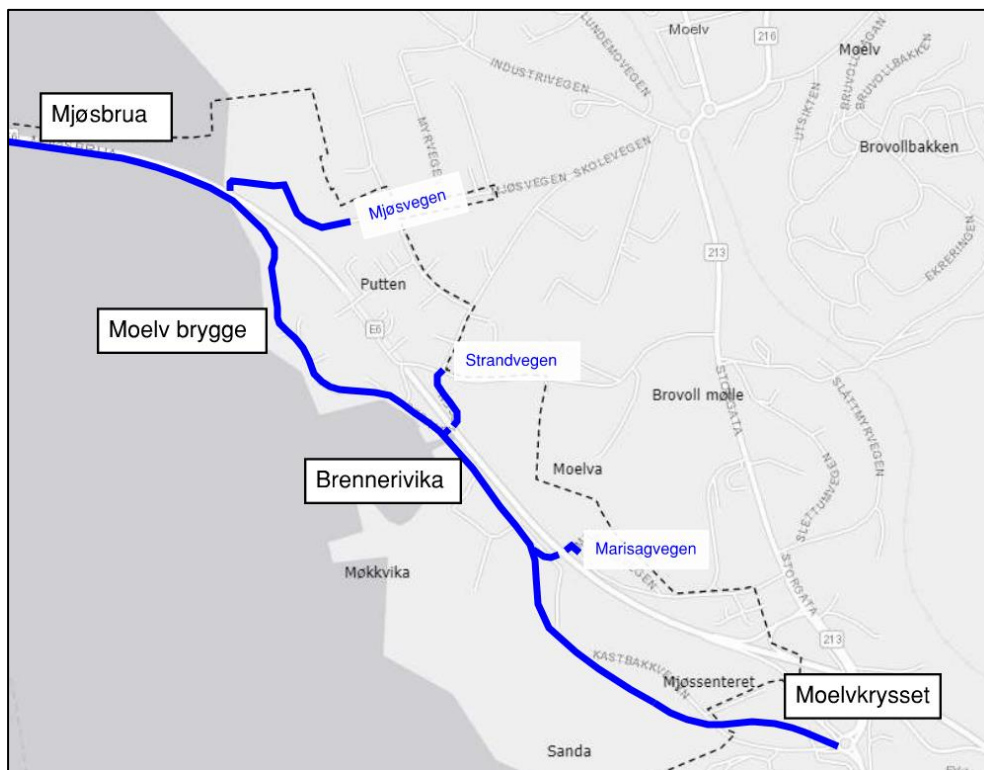 Moelv
216
LUNDEMOVEGEN
Moelv
BRUVOLLHAGAN
BRUVOLLBAKKEN
INDUSTRIVEGEN
UTSIKTEN
Mjøsbrua
Brovollbakken
MJØSVEGEN SKOLEVEGEN
Mjøsvegen
EKRERINGEN
213
Putten
Moelv brygge
E6
Strandvegen
STORGATA
Brovoll mølle
SLÅTTMYRVEGEN
SLETTUMVEGEN
Moelva
Brennerivika
Marisagvegen
Møkkvika
STORGATA
213
KASTBAKKVEGEN
Mjøssenteret
Moelvkrysset
Sanda